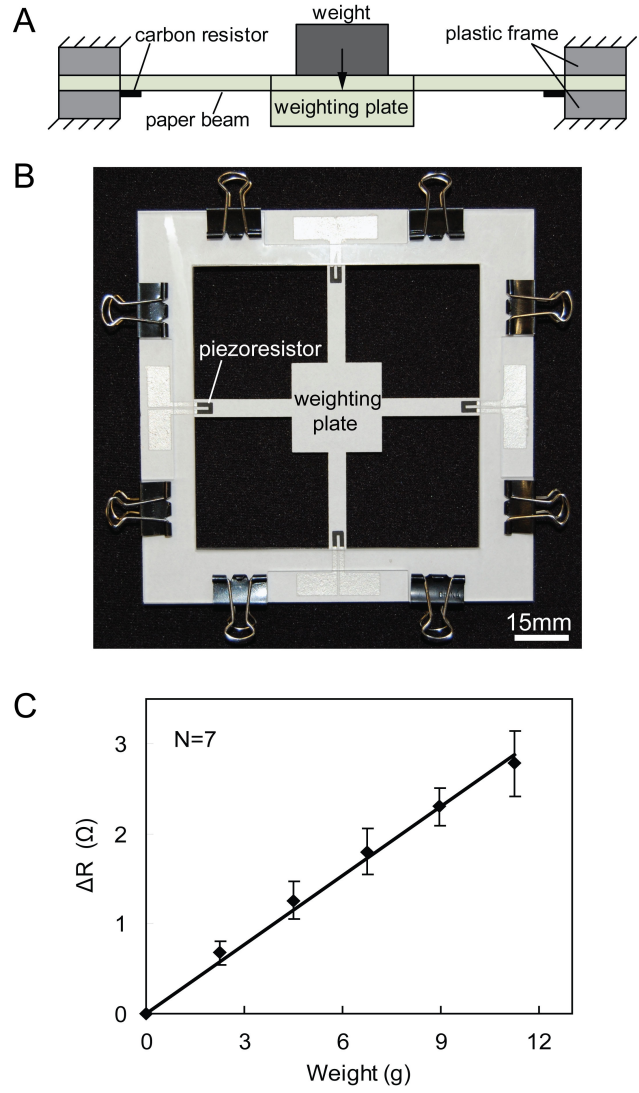 A
weight
carbon resistor
plastic frame
weighting plate
paper beam
B
piezoresistor
weighting
plate
15mm
C
N=7
3
2
1
0
ΔR (Ω)
0 3 6 9 12
Weight (g)